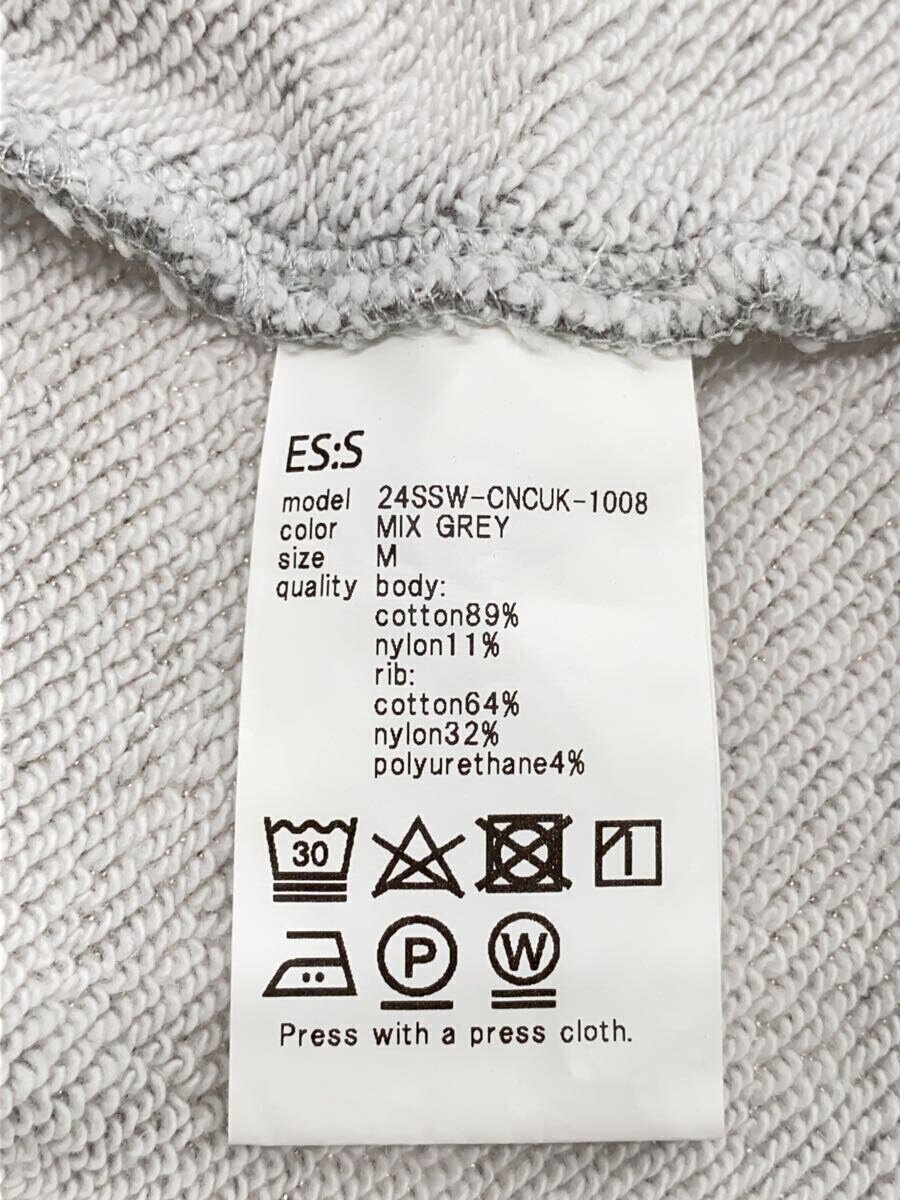 ES:S
model 24SSW-CNCUK-1008
color MIX GREY
size M
quality body:
cotton89%
nylon11%
rib:
cotton64%
nylon32%
polyurethane4%
30
P W
Press with a press cloth.